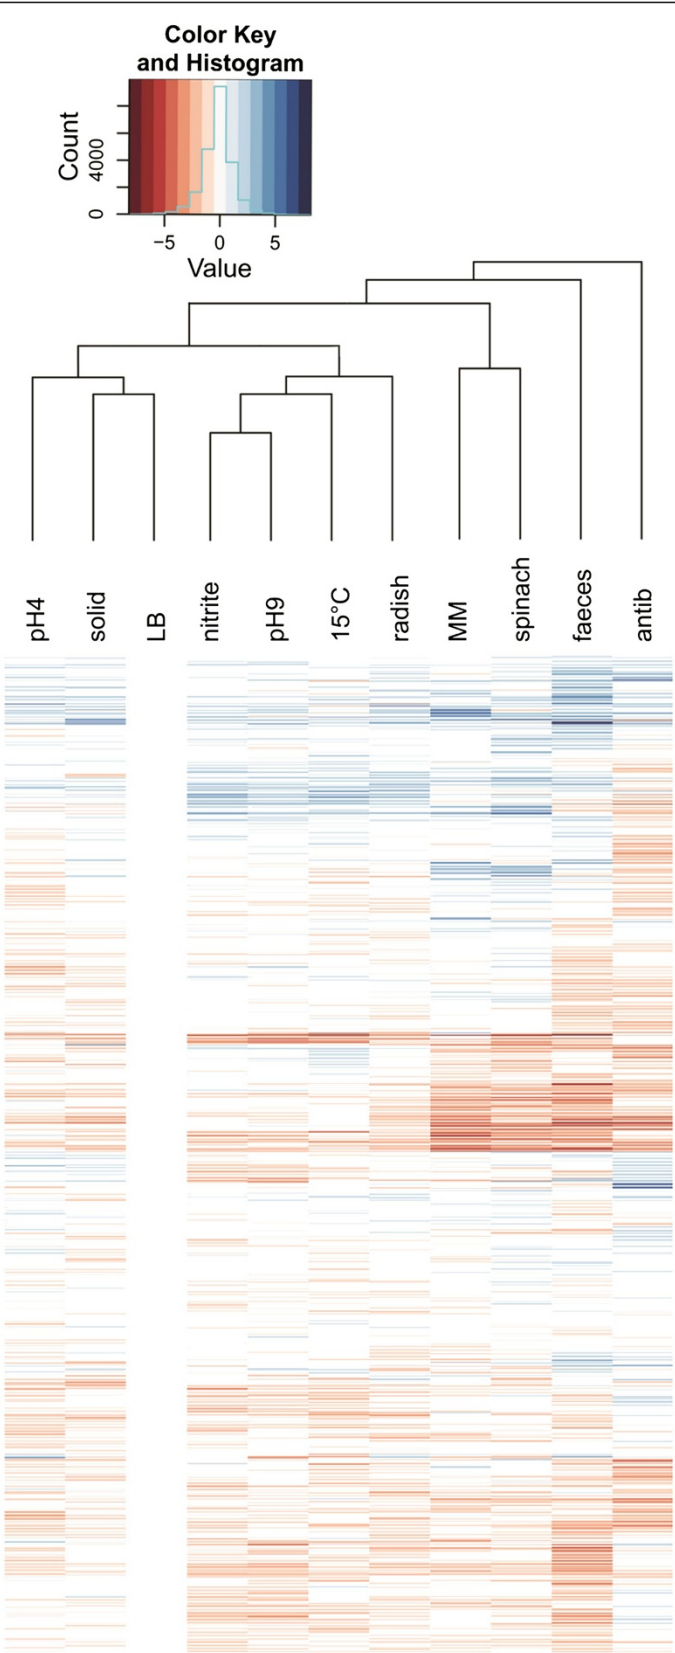 Color Key
and Histogram
Count
0
4000
−5
0
5
Value
pH4
solid
LB
nitrite
pH9
15°C
radish
MM
spinach
faeces
antib